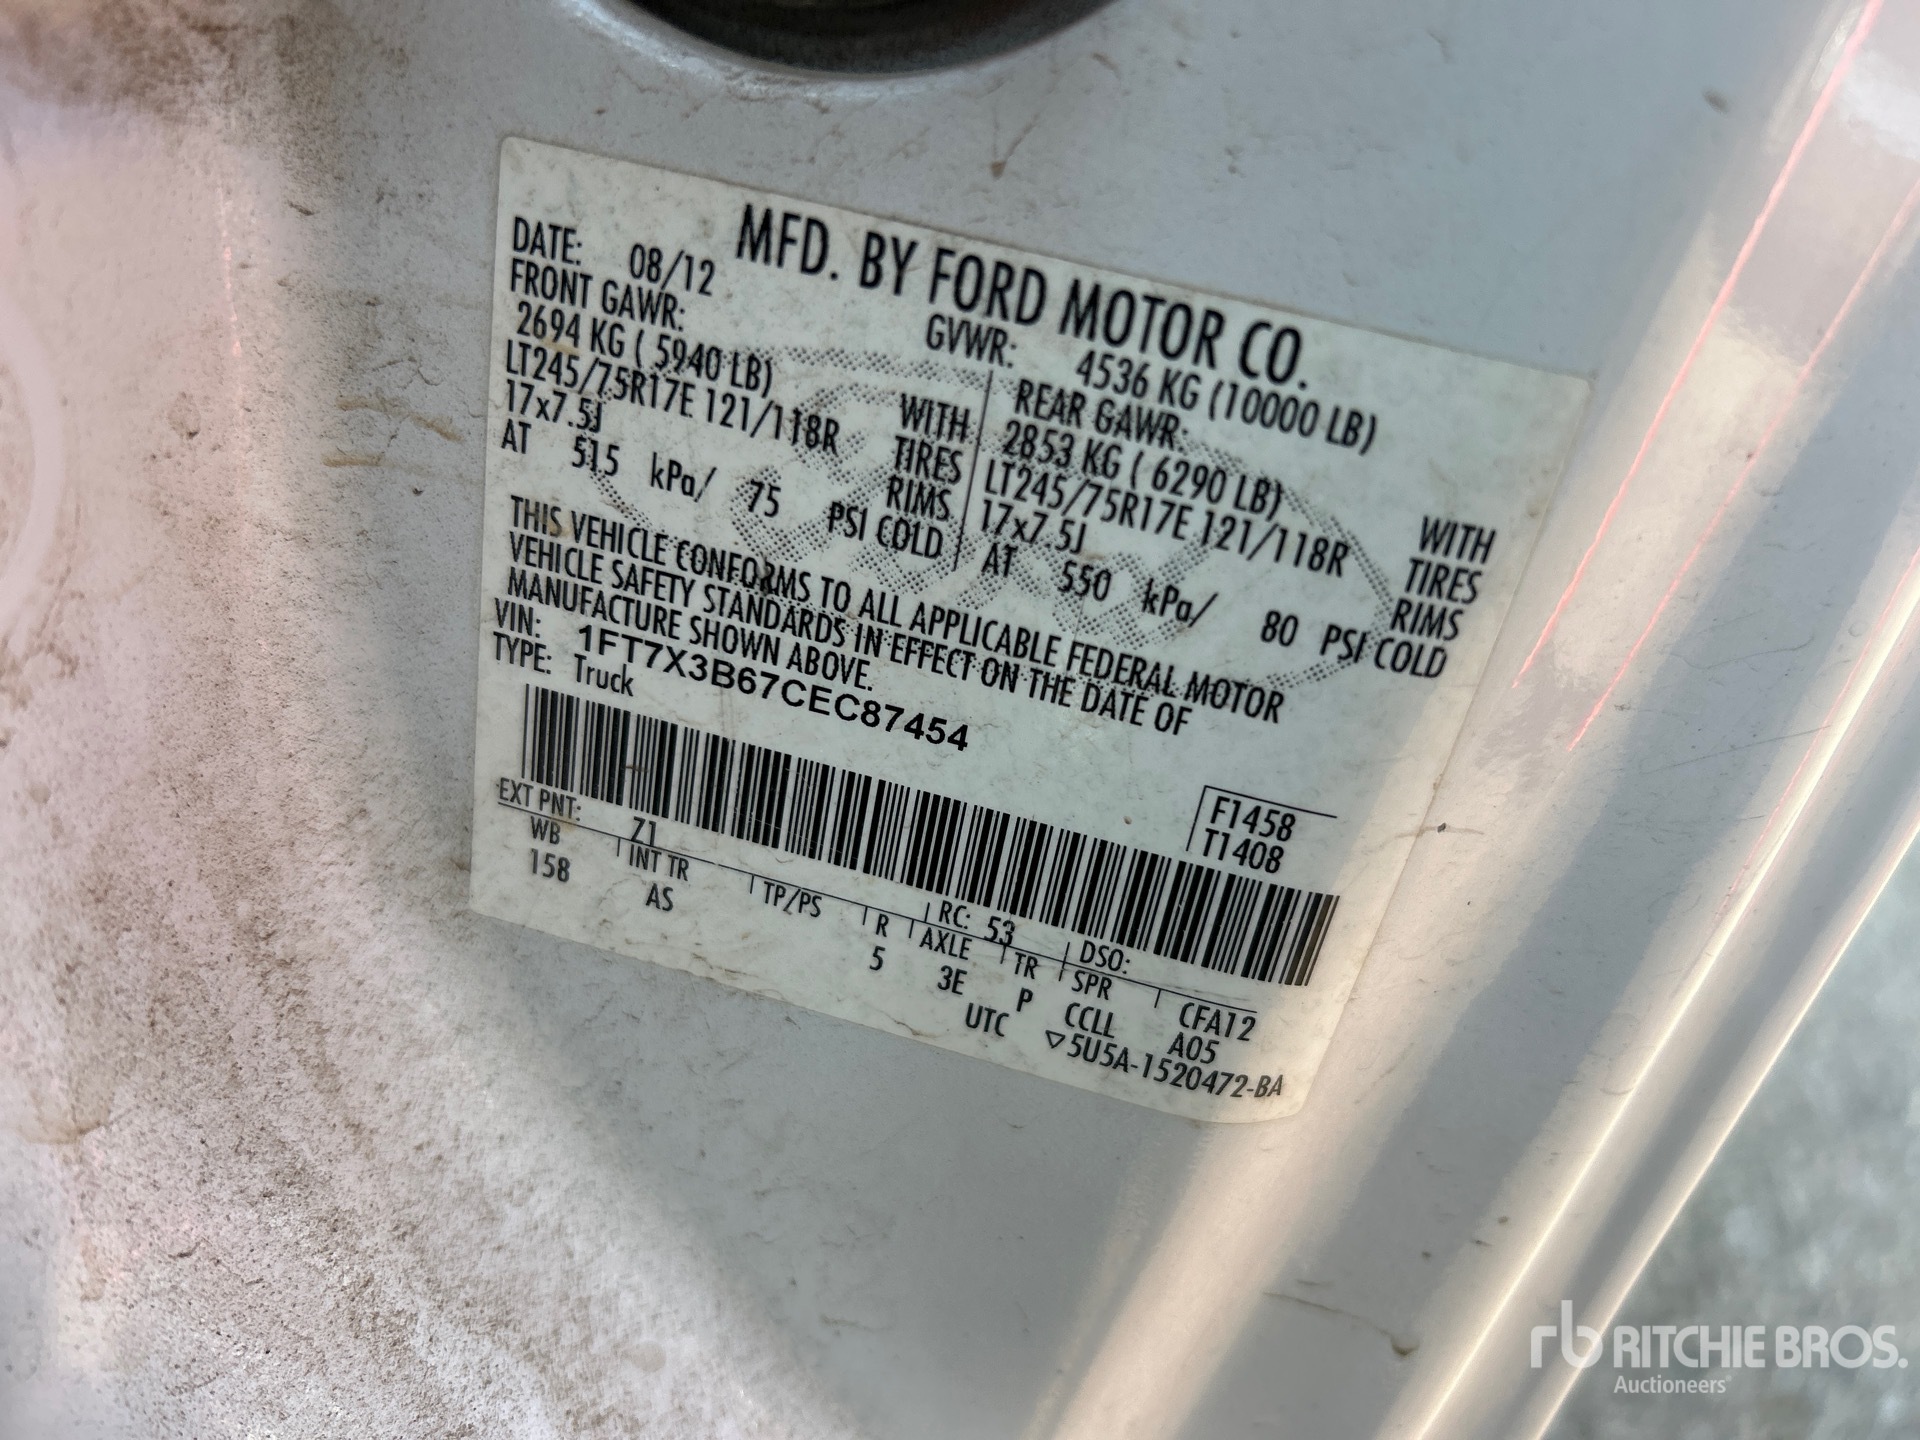 MFD. BY FORD MOTOR CO.
DATE: 08/12
GVWR: 4536 KG (10000 LB)
FRONT GAWR:
2694 KG ( 5940 LB)
WITH
LT245/75R17E 121/118R
TIRES
17x7.5J
RIMS
AT 515 kPa/ 75 PSI COLD
REAR GAWR:
2853 KG ( 6290 LB)
WITH
LT245/75R17E 121/118R
TIRES
17x7.5J
RIMS
AT 550 kPa/ 80 PSI COLD
THIS VEHICLE CONFORMS TO ALL APPLICABLE FEDERAL MOTOR
VEHICLE SAFETY STANDARDS IN EFFECT ON THE DATE OF
MANUFACTURE SHOWN ABOVE.
VIN: 1FT7X3B67CEC87454
TYPE: Truck
F1458
T1408
EXT PNT: Z1
RC: 53
DSO:
WB INT TR TP/PS R AXLE TR SPR CFA12
158 AS 5 3E P CCLL A05
UTC ▽5U5A-1520472-BA
rb RITCHIE BROS.
Auctioneers